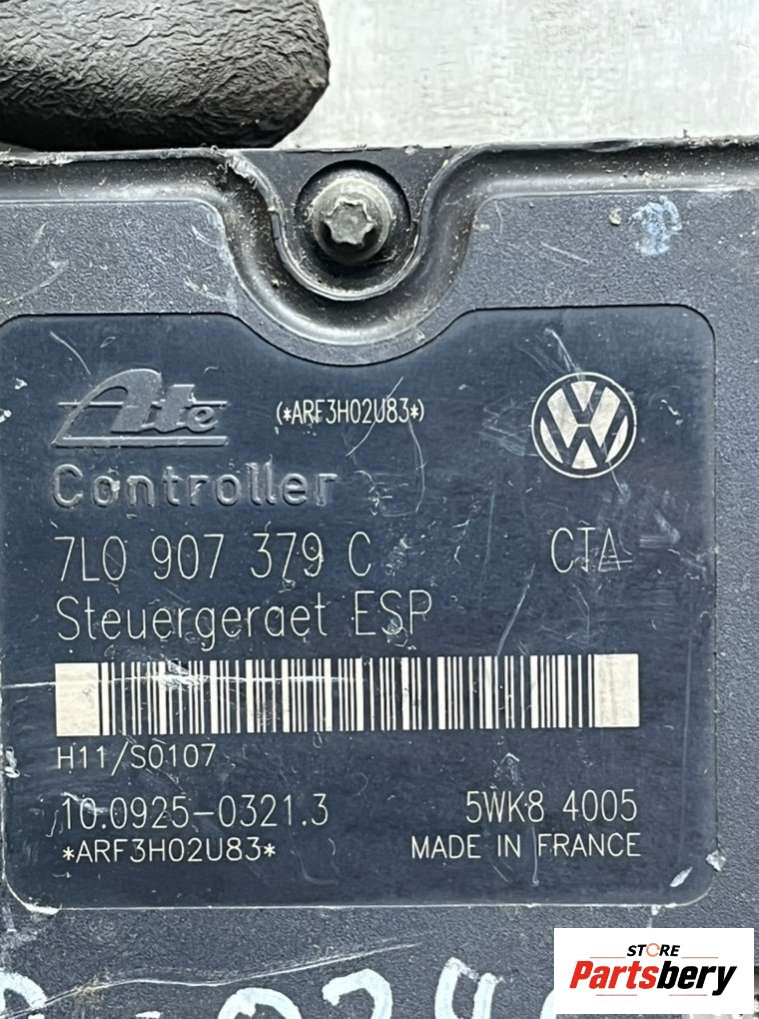 Ate (*ARF3H02U83*)
Controller
7L0 907 379 C CTA
Steuergeraet ESP
H11/S0107
10.0925-0321.3 5WK8 4005
*ARF3H02U83* MADE IN FRANCE
STORE
Partsbery